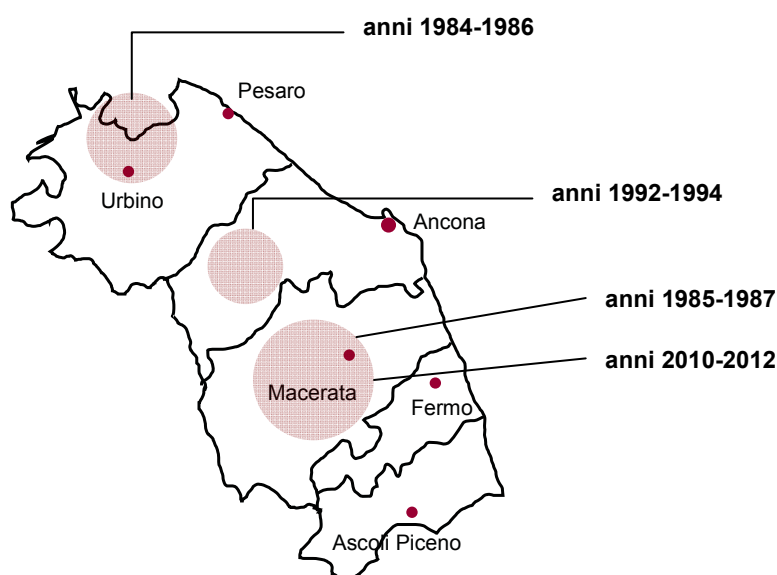 anni 1984-1986
Pesaro
Urbino
anni 1992-1994
Ancona
anni 1985-1987
anni 2010-2012
Macerata
Fermo
Ascoli Piceno